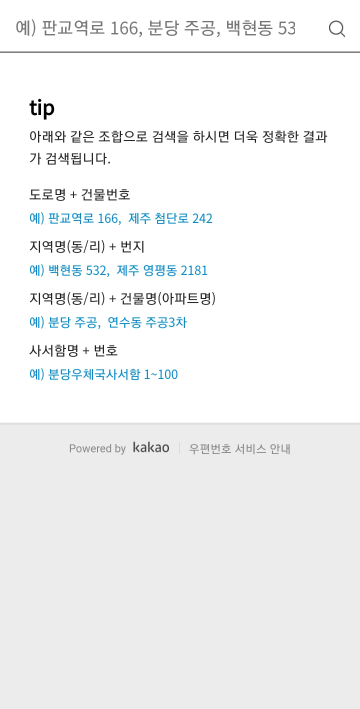 예) 판교역로 166, 분당 주공, 백현동 53
tip
아래와 같은 조합으로 검색을 하시면 더욱 정확한 결과
가 검색됩니다.
도로명 + 건물번호
예) 판교역로 166, 제주 첨단로 242
지역명(동/리) + 번지
예) 백현동 532, 제주 영평동 2181
지역명(동/리) + 건물명(아파트명)
예) 분당 주공, 연수동 주공3차
사서함명 + 번호
예) 분당우체국사서함 1~100
Powered by kakao 우편번호 서비스 안내